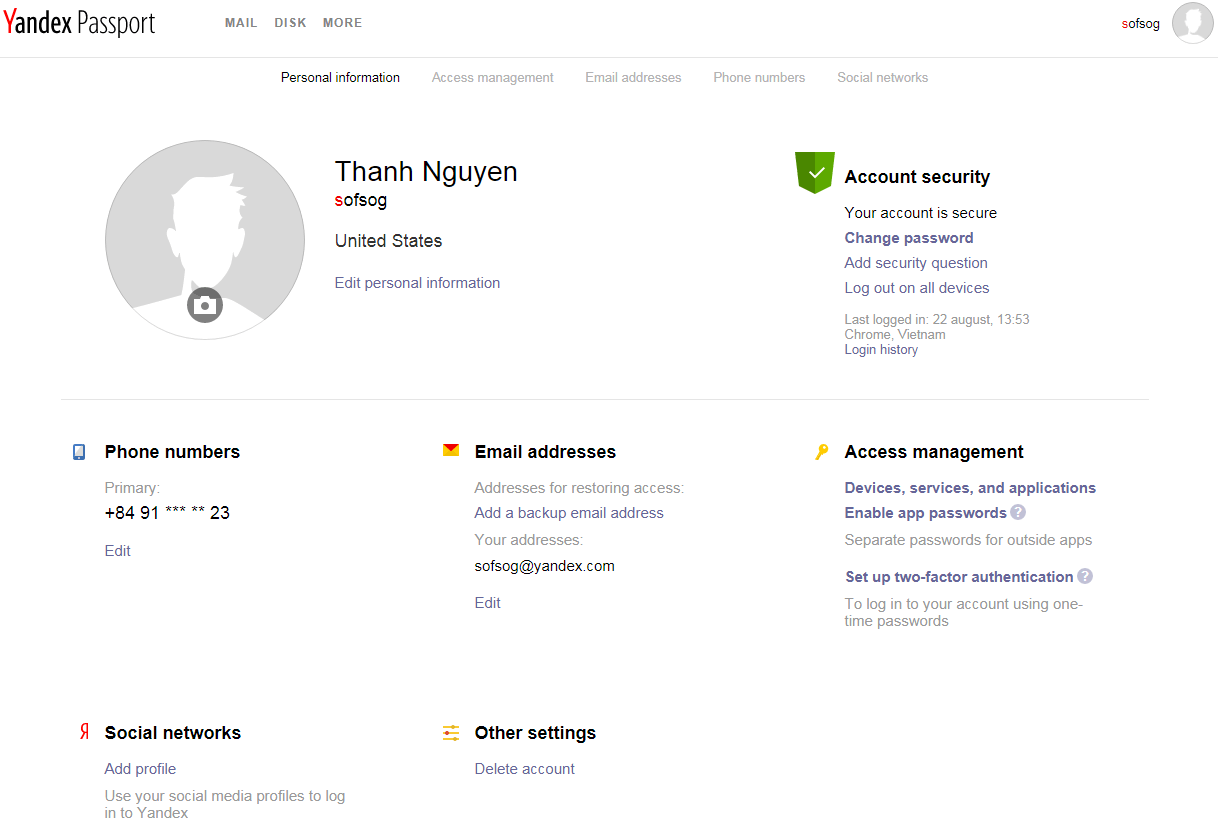 Yandex Passport
MAIL DISK MORE
sofsog
Personal information
Access management
Email addresses
Phone numbers
Social networks
Thanh Nguyen
sofsog
United States
Edit personal information
Account security
Your account is secure
Change password
Add security question
Log out on all devices
Last logged in: 22 august, 13:53
Chrome, Vietnam
Login history
Phone numbers
Primary:
+84 91 *** ** 23
Edit
Email addresses
Addresses for restoring access:
Add a backup email address
Your addresses:
sofsog@yandex.com
Edit
Access management
Devices, services, and applications
Enable app passwords ?
Separate passwords for outside apps
Set up two-factor authentication ?
To log in to your account using one-
time passwords
Я
Social networks
Add profile
Use your social media profiles to log
in to Yandex
Other settings
Delete account